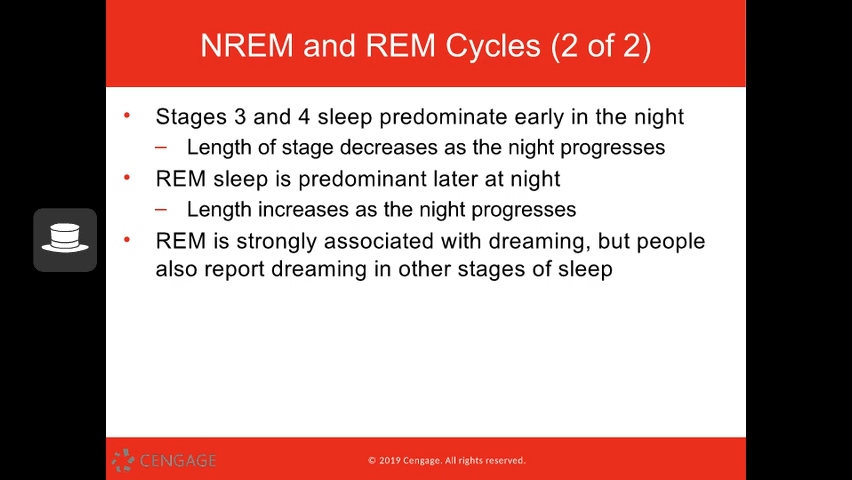 NREM and REM Cycles (2 of 2)
• Stages 3 and 4 sleep predominate early in the night
– Length of stage decreases as the night progresses
• REM sleep is predominant later at night
– Length increases as the night progresses
• REM is strongly associated with dreaming, but people
also report dreaming in other stages of sleep
CENGAGE
© 2019 Cengage. All rights reserved.